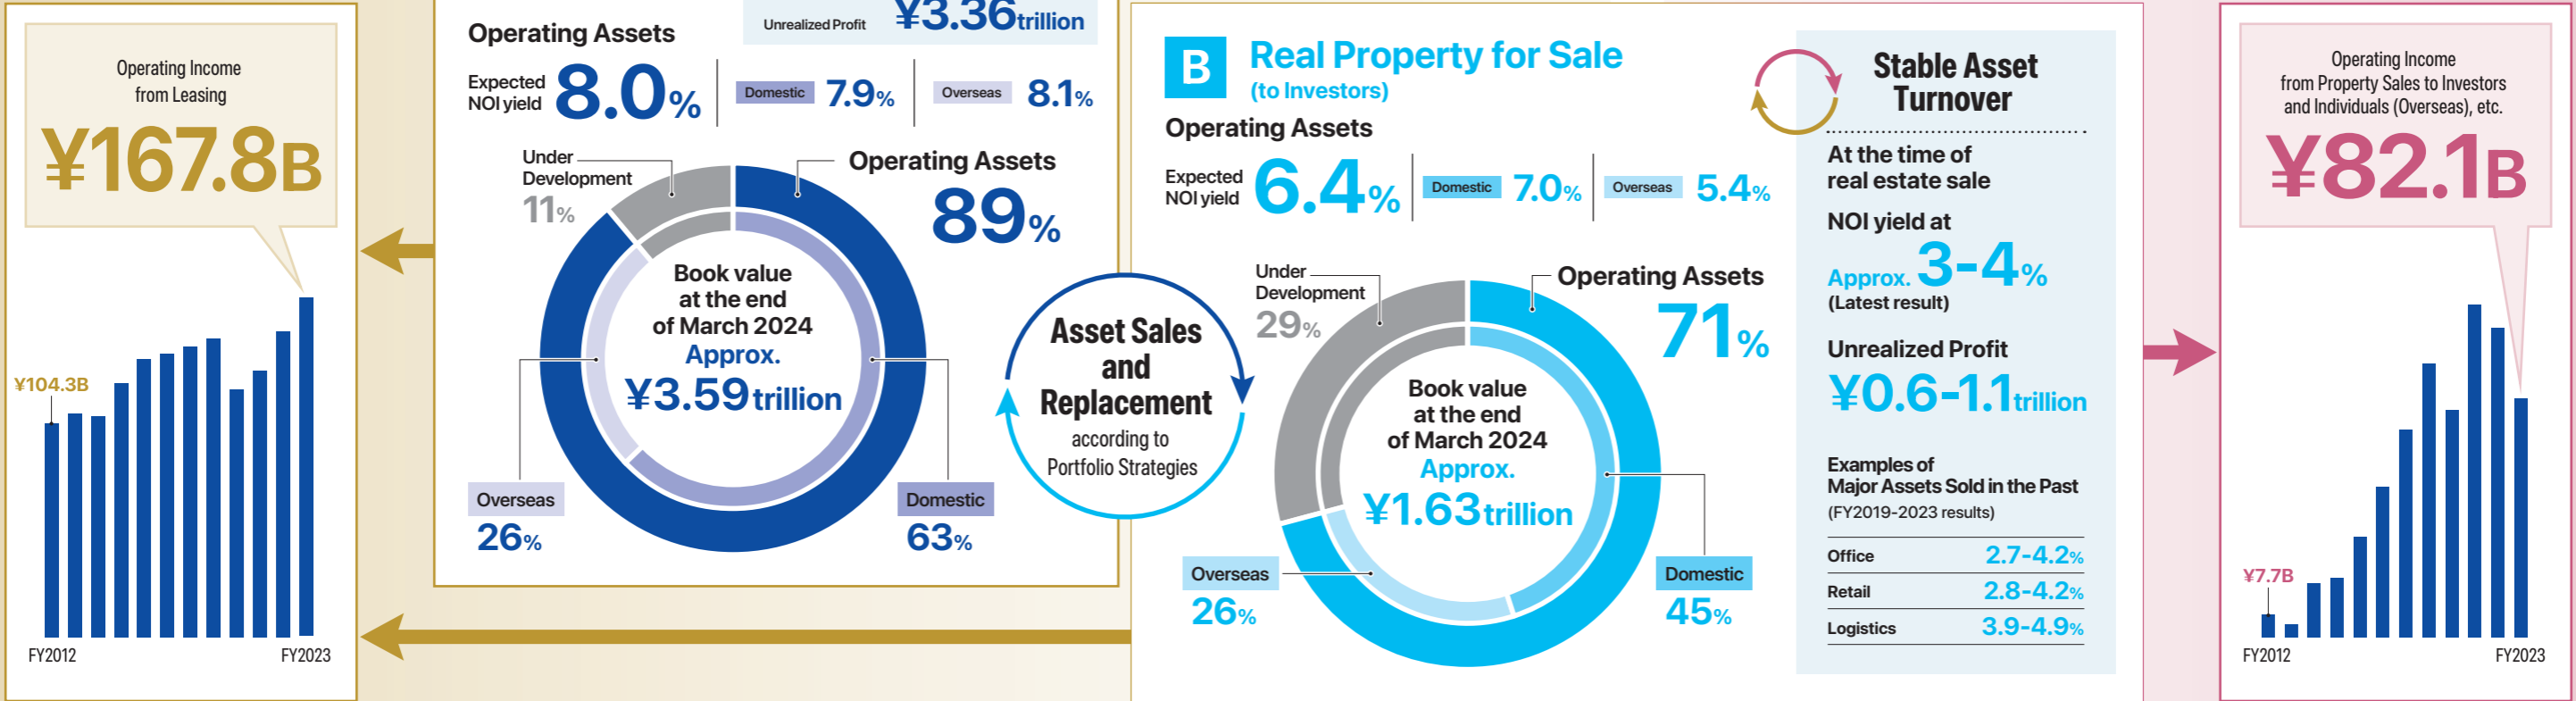 Operating Income
from Leasing
¥167.8B
¥104.3B
FY2012
FY2023
Unrealized Profit ¥3.36trillion
Operating Assets
Expected
NOI yield 8.0%
Domestic 7.9%
Overseas 8.1%
Under
Development
11%
Operating Assets
89%
Book value
at the end
of March 2024
Approx.
¥3.59trillion
Overseas
26%
Domestic
63%
Asset Sales
and
Replacement
according to
Portfolio Strategies
B Real Property for Sale
(to Investors)
Operating Assets
Expected
NOI yield 6.4%
Domestic 7.0%
Overseas 5.4%
Under
Development
29%
Operating Assets
71%
Book value
at the end
of March 2024
Approx.
¥1.63trillion
Overseas
26%
Domestic
45%
Stable Asset
Turnover
At the time of
real estate sale
NOI yield at
Approx. 3-4%
(Latest result)
Unrealized Profit
¥0.6-1.1trillion
Examples of
Major Assets Sold in the Past
(FY2019-2023 results)
Office 2.7-4.2%
Retail 2.8-4.2%
Logistics 3.9-4.9%
Operating Income
from Property Sales to Investors
and Individuals (Overseas), etc.
¥82.1B
¥7.7B
FY2012
FY2023